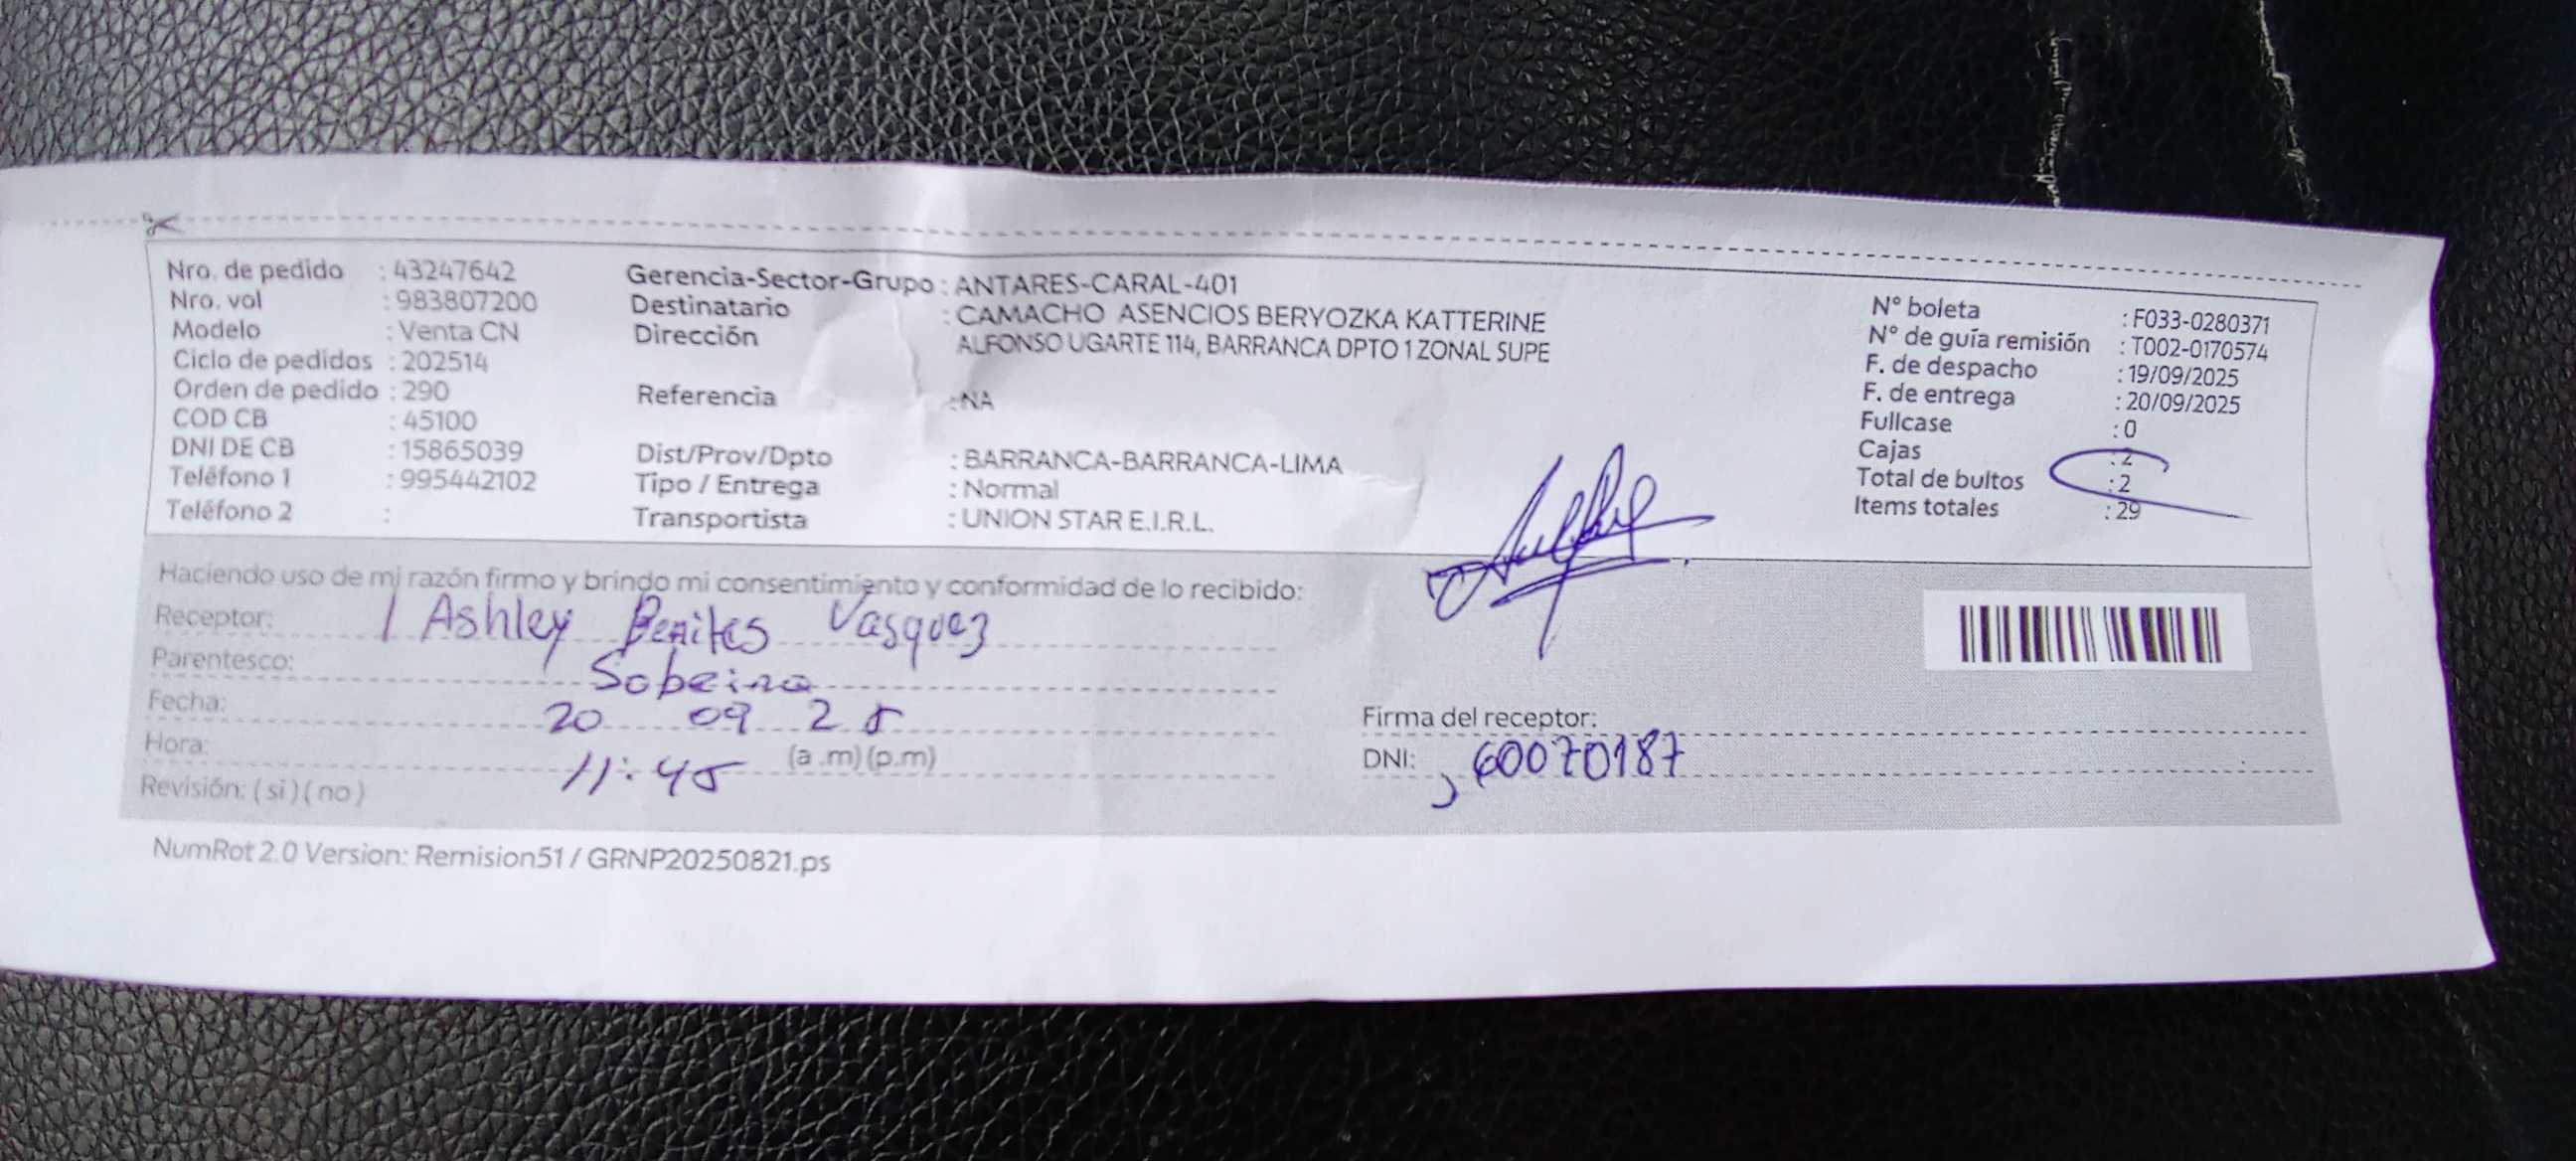 Nro. de pedido : 43247642
Nro. vol : 983807200
Modelo : Venta CN
Ciclo de pedidos : 202514
Orden de pedido : 290
COD CB : 45100
DNI DE CB : 15865039
Teléfono 1 : 995442102
Teléfono 2 :
Gerencia-Sector-Grupo : ANTARES-CARAL-401
Destinatario : CAMACHO ASENCIOS BERYOZKA KATTERINE
Dirección ALFONSO UGARTE 114, BARRANCA DPTO 1 ZONAL SUPE
Referencia : NA
Dist/Prov/Dpto : BARRANCA-BARRANCA-LIMA
Tipo / Entrega : Normal
Transportista : UNION STAR E.I.R.L.
N° boleta : F033-0280371
N° de guía remisión : T002-0170574
F. de despacho : 19/09/2025
F. de entrega : 20/09/2025
Fullcase : 0
Cajas : 2
Total de bultos : 2
Items totales : 29
Haciendo uso de mi razón firmo y brindo mi consentimiento y conformidad de lo recibido:
Receptor: Ashley Benites Vasquez
Parentesco: Sobeina
Fecha: 20 09 25
Hora: 11:45 (a.m)(p.m)
Revisión: (si)(no)
Firma del receptor:
DNI: 60070187
NumRot 2.0 Version: Remision51 / GRNP20250821.ps